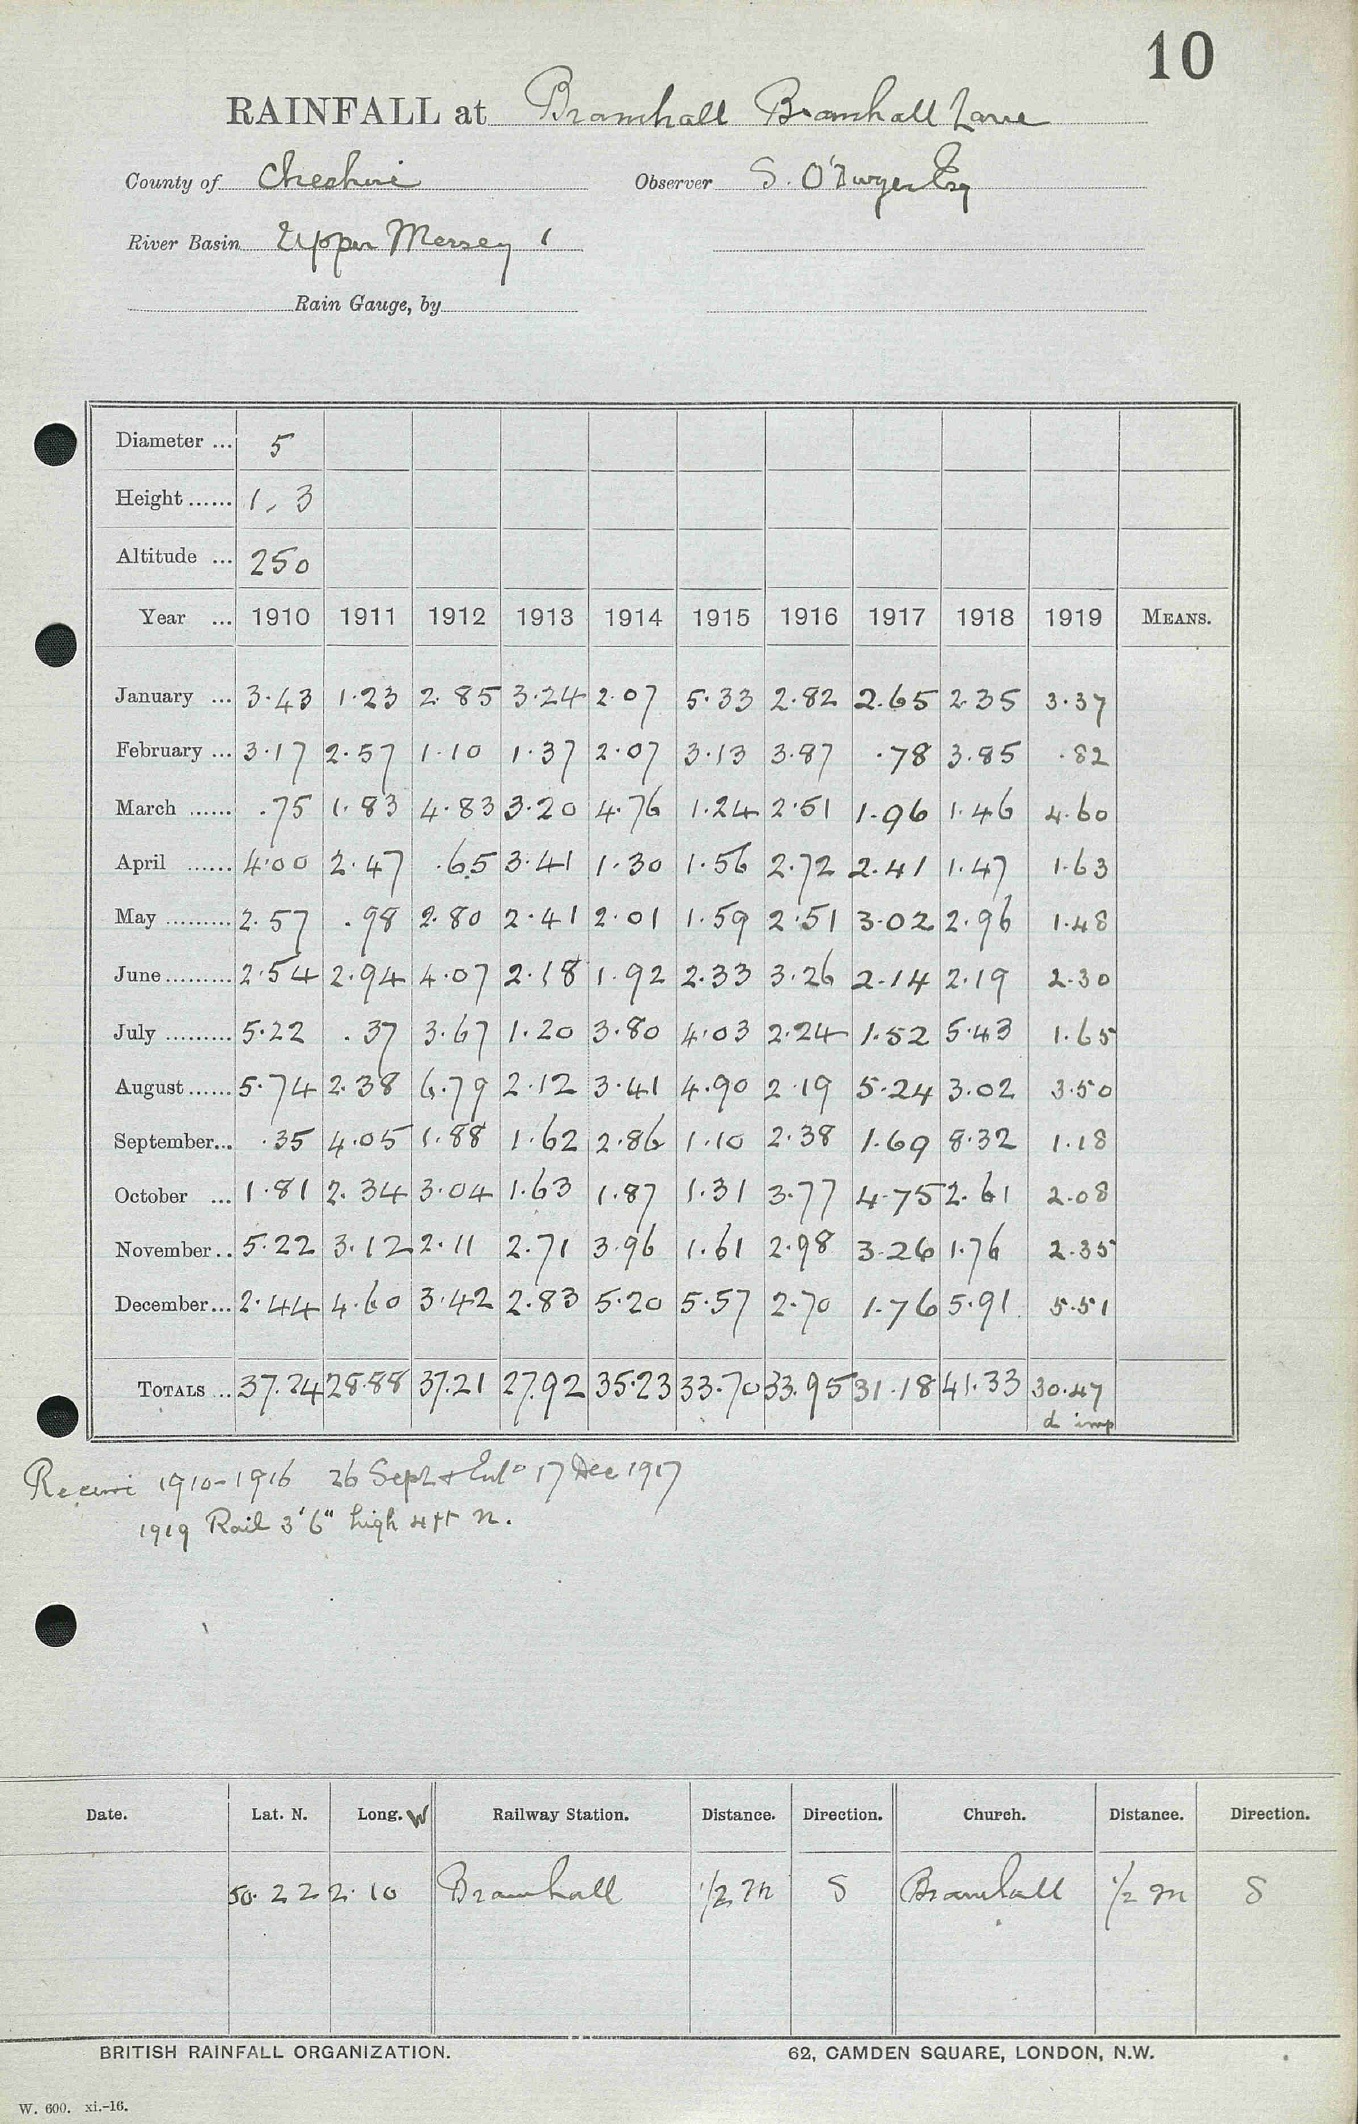 10
RAINFALL at Bramhall Bramhall Lane
County of Cheshire Observer S. O'Dwyer Esq
River Basin Upper Mersey 1
Rain Gauge, by
Diameter ... 5
Height ...... 1, 3
Altitude ... 250
Year ... 1910 1911 1912 1913 1914 1915 1916 1917 1918 1919 MEANS.
January ... 3.43 1.23 2.85 3.24 2.07 5.33 2.82 2.65 2.35 3.37
February ... 3.17 2.57 1.10 1.37 2.07 3.13 3.87 .78 3.85 .82
March ...... .75 1.83 4.83 3.20 4.76 1.24 2.51 1.96 1.46 4.60
April ...... 4.00 2.47 .65 3.41 1.30 1.56 2.72 2.41 1.47 1.63
May ......... 2.57 .98 2.80 2.41 2.01 1.59 2.51 3.02 2.96 1.48
June ......... 2.54 2.94 4.07 2.18 1.92 2.33 3.26 2.14 2.19 2.30
July ......... 5.22 .37 3.67 1.20 3.80 4.03 2.24 1.52 5.43 1.65
August ...... 5.74 2.38 6.79 2.12 3.41 4.90 2.19 5.24 3.02 3.50
September... .35 4.05 1.88 1.62 2.86 1.10 2.38 1.69 8.32 1.18
October ... 1.81 2.34 3.04 1.63 1.87 1.31 3.77 4.75 2.61 2.08
November .. 5.22 3.12 2.11 2.71 3.96 1.61 2.98 3.26 1.76 2.35
December... 2.44 4.60 3.42 2.83 5.20 5.57 2.70 1.76 5.91 5.51
TOTALS ... 37.24 28.88 37.21 27.92 35.23 33.70 33.95 31.18 41.33 30.47
d imp
1910-1916 26 Sept 17 Dec 1917
1919 Rail 3'6" high 4ft N.
Date. Lat. N. Long. W Railway Station. Distance. Direction. Church. Distance. Direction.
50.22 2.10 Bramhall 1/2 m S Bramhall 1/2 m S
BRITISH RAINFALL ORGANIZATION. 62, CAMDEN SQUARE, LONDON, N.W.
W. 600. xi.-16.